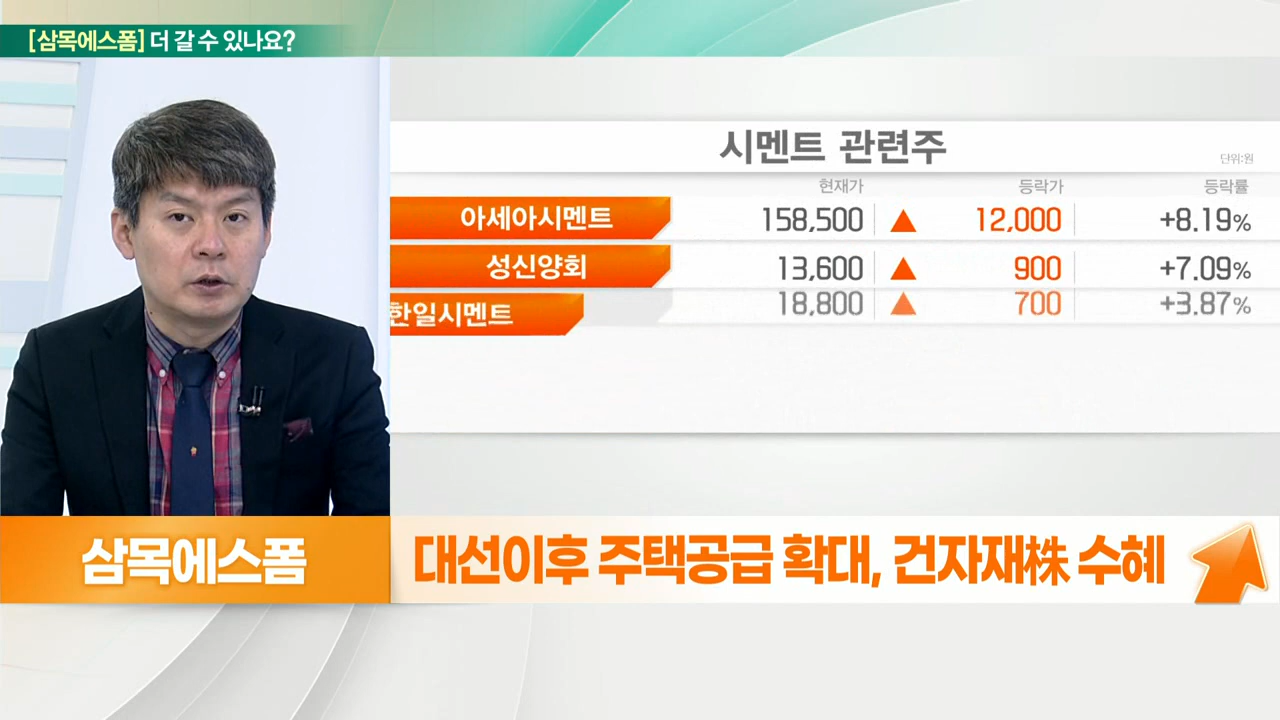 [삼목에스폼] 더 갈 수 있나요?
시멘트 관련주
단위:원
현재가 등락가 등락률
아세아시멘트 158,500 ▲ 12,000 +8.19%
성신양회 13,600 ▲ 900 +7.09%
한일시멘트 18,800 ▲ 700 +3.87%
삼목에스폼
대선이후 주택공급 확대, 건자재株 수혜